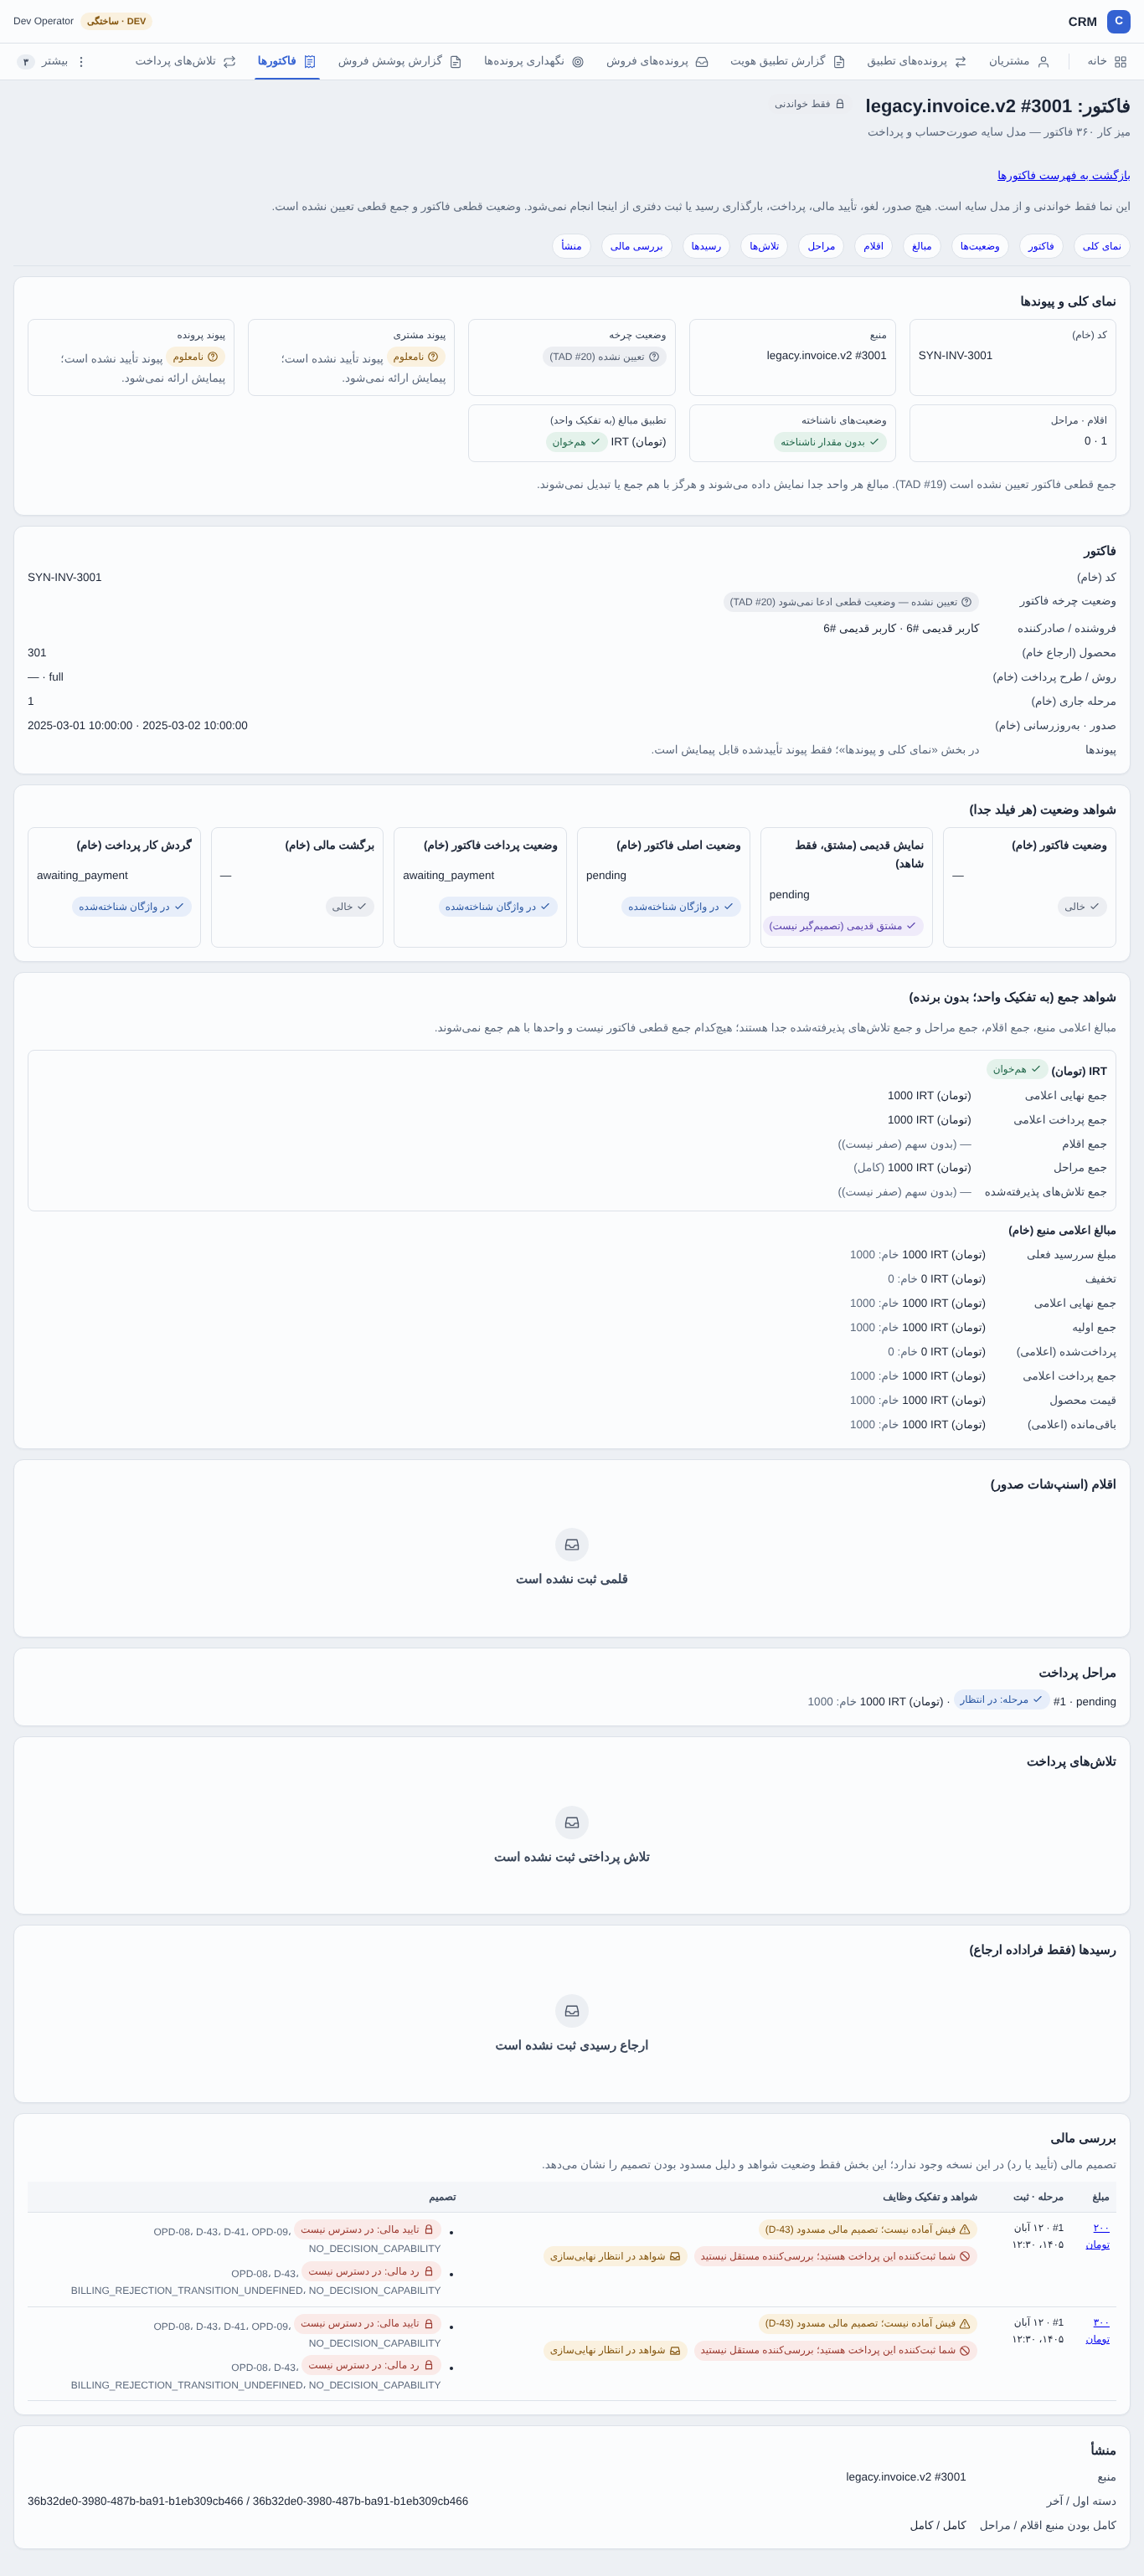 C CRM
DEV · ساختگی Dev Operator
خانه
مشتریان
پرونده‌های تطبیق
گزارش تطبیق هویت
پرونده‌های فروش
نگهداری پرونده‌ها
گزارش پوشش فروش
فاکتورها
تلاش‌های پرداخت
بیشتر ۳
فاکتور: legacy.invoice.v2 #3001 فقط خواندنی
میز کار ۳۶۰ فاکتور — مدل سایه صورت‌حساب و پرداخت
بازگشت به فهرست فاکتورها
این نما فقط خواندنی و از مدل سایه است. هیچ صدور، لغو، تأیید مالی، پرداخت، بارگذاری رسید یا ثبت دفتری از اینجا انجام نمی‌شود. وضعیت قطعی فاکتور و جمع قطعی تعیین نشده است.
نمای کلی
فاکتور
وضعیت‌ها
مبالغ
اقلام
مراحل
تلاش‌ها
رسیدها
بررسی مالی
منشأ
نمای کلی و پیوندها
کد (خام)
SYN-INV-3001
منبع
legacy.invoice.v2 #3001
وضعیت چرخه
تعیین نشده (TAD #20)
پیوند مشتری
نامعلوم پیوند تأیید نشده است؛
پیمایش ارائه نمی‌شود.
پیوند پرونده
نامعلوم پیوند تأیید نشده است؛
پیمایش ارائه نمی‌شود.
اقلام · مراحل
0 · 1
وضعیت‌های ناشناخته
بدون مقدار ناشناخته
تطبیق مبالغ (به تفکیک واحد)
IRT (تومان) هم‌خوان
جمع قطعی فاکتور تعیین نشده است (TAD #19). مبالغ هر واحد جدا نمایش داده می‌شوند و هرگز با هم جمع یا تبدیل نمی‌شوند.
فاکتور
کد (خام) SYN-INV-3001
وضعیت چرخه فاکتور تعیین نشده — وضعیت قطعی ادعا نمی‌شود (TAD #20)
فروشنده / صادرکننده کاربر قدیمی #6 · کاربر قدیمی #6
محصول (ارجاع خام) 301
روش / طرح پرداخت (خام) — · full
مرحله جاری (خام) 1
صدور · به‌روزرسانی (خام) 2025-03-01 10:00:00 · 2025-03-02 10:00:00
پیوندها در بخش «نمای کلی و پیوندها»؛ فقط پیوند تأییدشده قابل پیمایش است.
شواهد وضعیت (هر فیلد جدا)
وضعیت فاکتور (خام)
—
خالی
نمایش قدیمی (مشتق، فقط
شاهد)
pending
مشتق قدیمی (تصمیم‌گیر نیست)
وضعیت اصلی فاکتور (خام)
pending
در واژگان شناخته‌شده
وضعیت پرداخت فاکتور (خام)
awaiting_payment
در واژگان شناخته‌شده
برگشت مالی (خام)
—
خالی
گردش کار پرداخت (خام)
awaiting_payment
در واژگان شناخته‌شده
شواهد جمع (به تفکیک واحد؛ بدون برنده)
مبالغ اعلامی منبع، جمع اقلام، جمع مراحل و جمع تلاش‌های پذیرفته‌شده جدا هستند؛ هیچ‌کدام جمع قطعی فاکتور نیست و واحدها با هم جمع نمی‌شوند.
IRT (تومان) هم‌خوان
جمع نهایی اعلامی 1000 IRT (تومان)
جمع پرداخت اعلامی 1000 IRT (تومان)
جمع اقلام — (بدون سهم (صفر نیست))
جمع مراحل 1000 IRT (تومان) (کامل)
جمع تلاش‌های پذیرفته‌شده — (بدون سهم (صفر نیست))
مبالغ اعلامی منبع (خام)
مبلغ سررسید فعلی 1000 IRT (تومان) خام: 1000
تخفیف 0 IRT (تومان) خام: 0
جمع نهایی اعلامی 1000 IRT (تومان) خام: 1000
جمع اولیه 1000 IRT (تومان) خام: 1000
پرداخت‌شده (اعلامی) 0 IRT (تومان) خام: 0
جمع پرداخت اعلامی 1000 IRT (تومان) خام: 1000
قیمت محصول 1000 IRT (تومان) خام: 1000
باقی‌مانده (اعلامی) 1000 IRT (تومان) خام: 1000
اقلام (اسنپ‌شات صدور)
قلمی ثبت نشده است
مراحل پرداخت
#1 · pending مرحله: در انتظار · 1000 IRT (تومان) خام: 1000
تلاش‌های پرداخت
تلاش پرداختی ثبت نشده است
رسیدها (فقط فراداده ارجاع)
ارجاع رسیدی ثبت نشده است
بررسی مالی
تصمیم مالی (تأیید یا رد) در این نسخه وجود ندارد؛ این بخش فقط وضعیت شواهد و دلیل مسدود بودن تصمیم را نشان می‌دهد.
مبلغ مرحله · ثبت شواهد و تفکیک وظایف تصمیم
۲۰۰
تومان
#1 · ۱۲ آبان
۱۴۰۵، ۱۲:۳۰
فیش آماده نیست؛ تصمیم مالی مسدود (D-43)
شما ثبت‌کننده این پرداخت هستید؛ بررسی‌کننده مستقل نیستید شواهد در انتظار نهایی‌سازی
• تایید مالی: در دسترس نیست OPD-08، D-43، D-41، OPD-09،
NO_DECISION_CAPABILITY
• رد مالی: در دسترس نیست OPD-08، D-43،
BILLING_REJECTION_TRANSITION_UNDEFINED، NO_DECISION_CAPABILITY
۳۰۰
تومان
#1 · ۱۲ آبان
۱۴۰۵، ۱۲:۳۰
فیش آماده نیست؛ تصمیم مالی مسدود (D-43)
شما ثبت‌کننده این پرداخت هستید؛ بررسی‌کننده مستقل نیستید شواهد در انتظار نهایی‌سازی
• تایید مالی: در دسترس نیست OPD-08، D-43، D-41، OPD-09،
NO_DECISION_CAPABILITY
• رد مالی: در دسترس نیست OPD-08، D-43،
BILLING_REJECTION_TRANSITION_UNDEFINED، NO_DECISION_CAPABILITY
منشأ
منبع legacy.invoice.v2 #3001
دسته اول / آخر 36b32de0-3980-487b-ba91-b1eb309cb466 / 36b32de0-3980-487b-ba91-b1eb309cb466
کامل بودن منبع اقلام / مراحل کامل / کامل